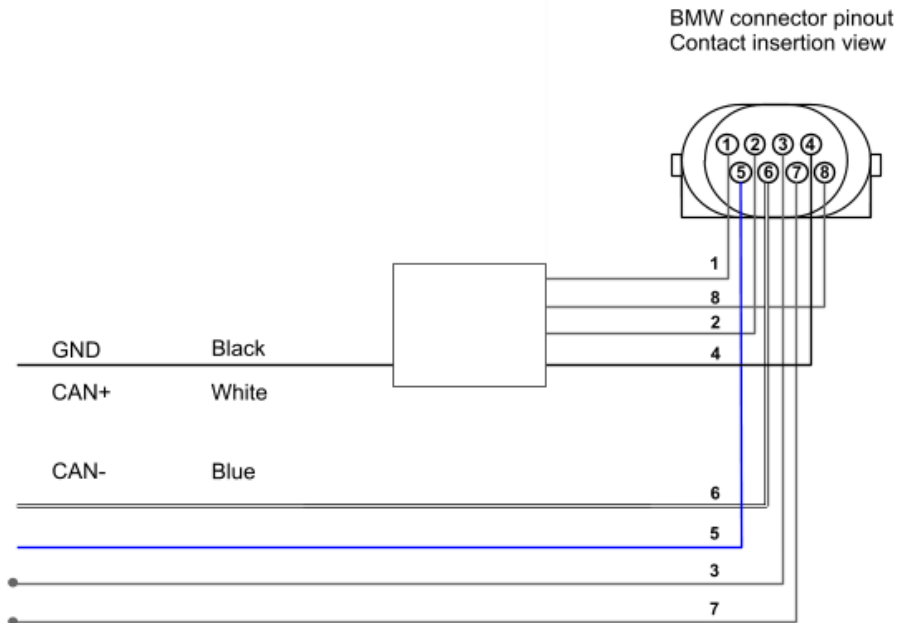 BMW connector pinout
Contact insertion view
1 2 3 4
5 6 7 8
1
8
2
GND Black 4
CAN+ White
CAN- Blue
6
5
3
7